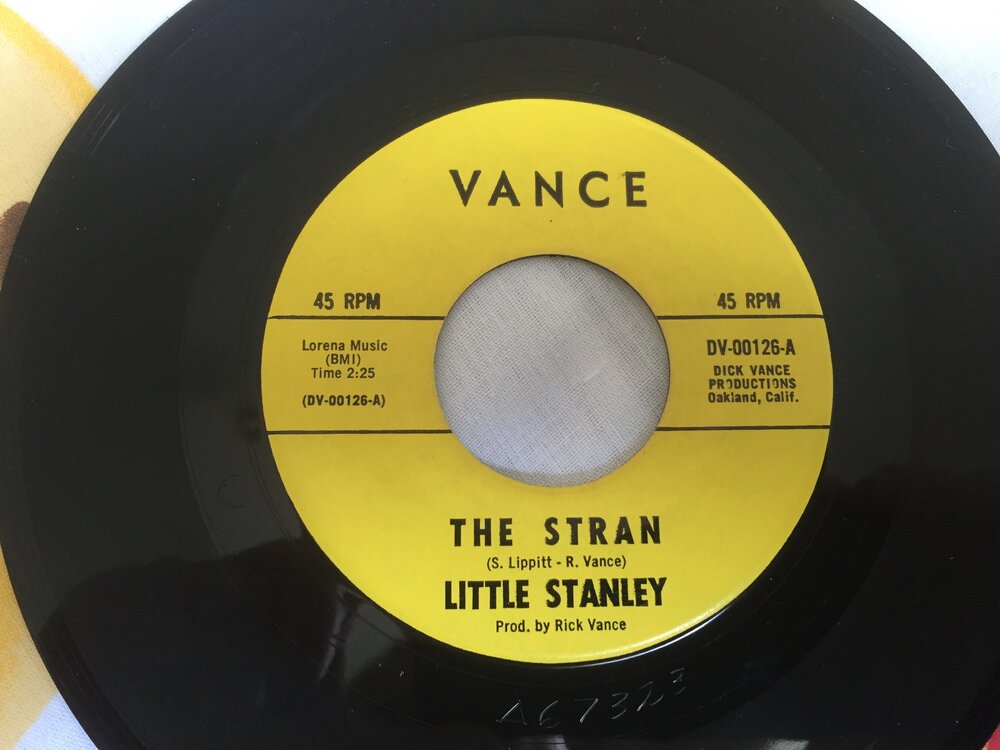 VANCE
45 RPM
45 RPM
Lorena Music
(BMI)
Time 2:25
(DV-00126-A)
DV-00126-A
DICK VANCE
PRODUCTIONS
Oakland, Calif.
THE STRAN
(S. Lippitt - R. Vance)
LITTLE STANLEY
Prod. by Rick Vance
A67323